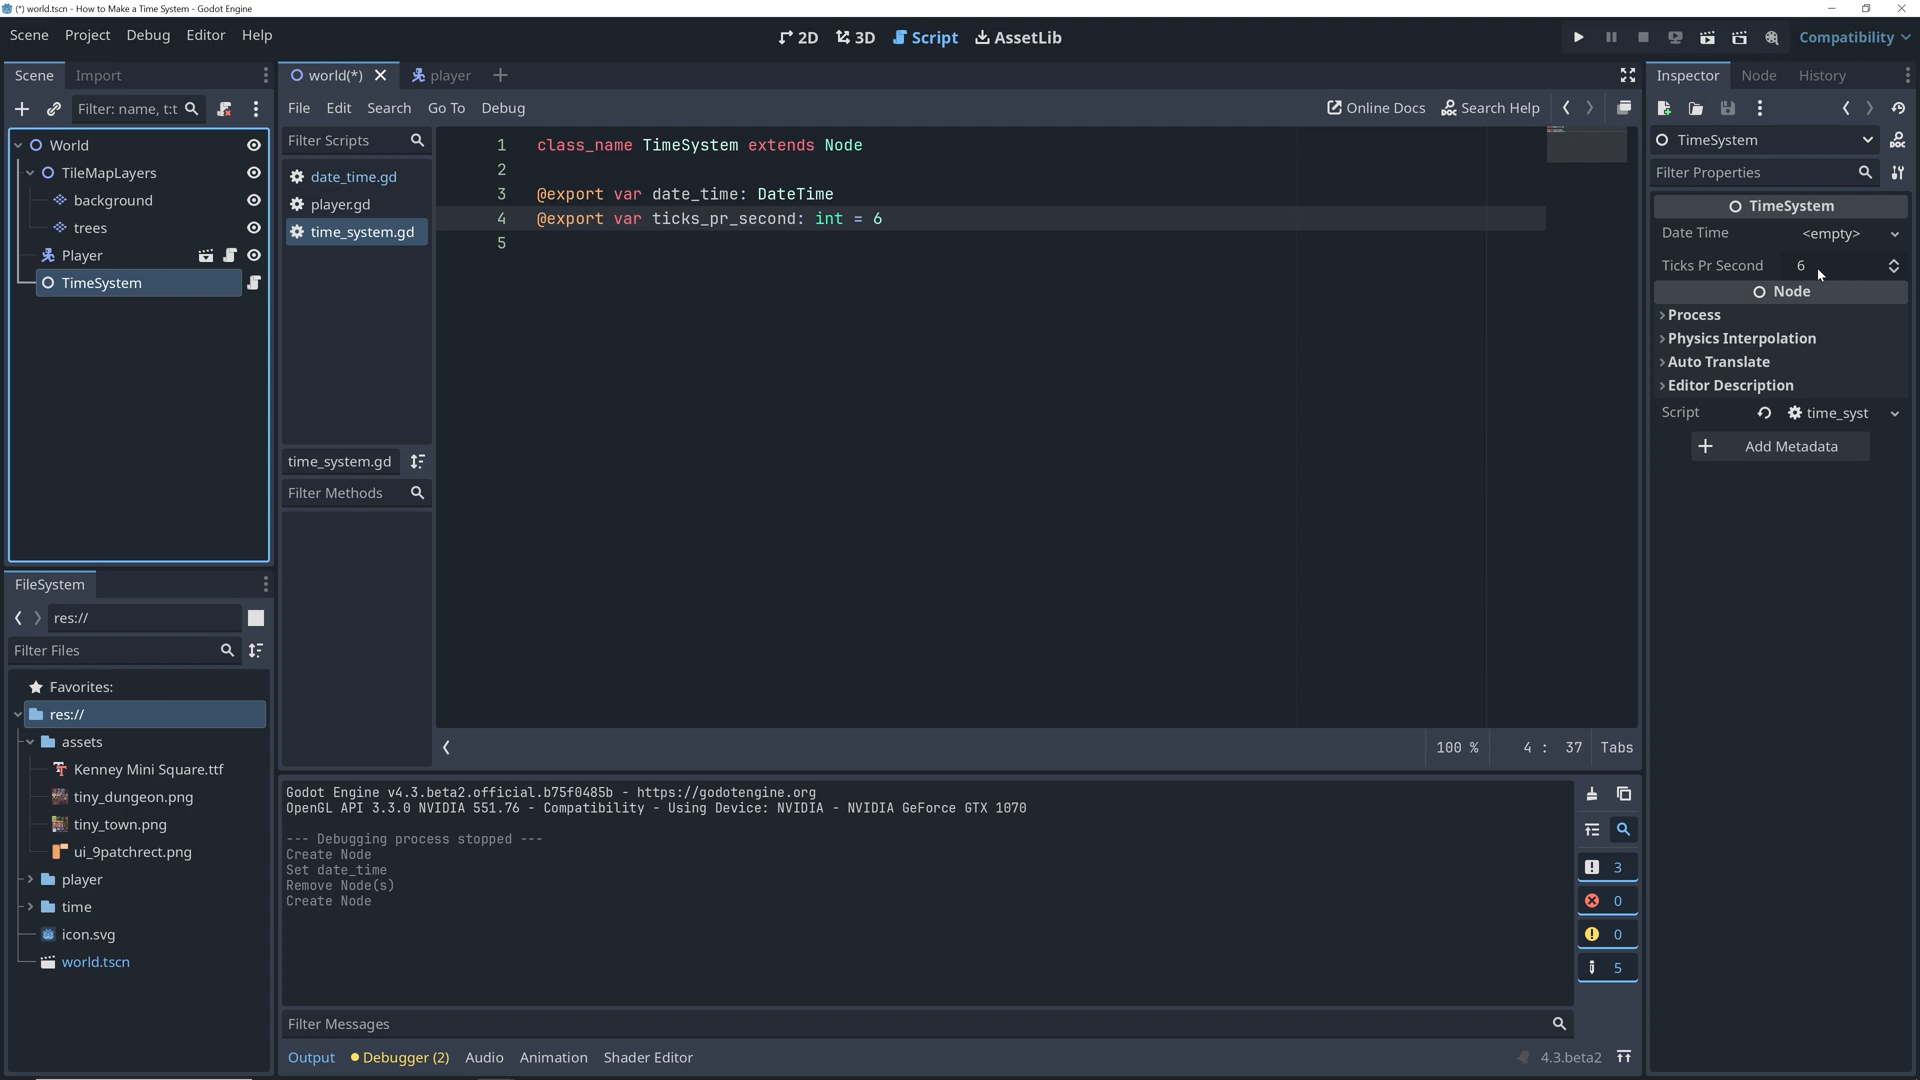 (*) world.tscn - How to Make a Time System - Godot Engine
Scene Project Debug Editor Help
2D 3D Script AssetLib
Compatibility
Scene Import
Filter: name, t:t
World
TileMapLayers
background
trees
Player
TimeSystem
FileSystem
res://
Filter Files
Favorites:
res://
assets
Kenney Mini Square.ttf
tiny_dungeon.png
tiny_town.png
ui_9patchrect.png
player
time
icon.svg
world.tscn
world(*) player
File Edit Search Go To Debug
Online Docs Search Help
Filter Scripts
date_time.gd
player.gd
time_system.gd
time_system.gd
Filter Methods
1 class_name TimeSystem extends Node
2
3 @export var date_time: DateTime
4 @export var ticks_pr_second: int = 6
5
100 % 4 : 37 Tabs
Godot Engine v4.3.beta2.official.b75f0485b - https://godotengine.org
OpenGL API 3.3.0 NVIDIA 551.76 - Compatibility - Using Device: NVIDIA - NVIDIA GeForce GTX 1070
--- Debugging process stopped ---
Create Node
Set date_time
Remove Node(s)
Create Node
3
0
0
5
Filter Messages
Output Debugger (2) Audio Animation Shader Editor
4.3.beta2
Inspector Node History
TimeSystem
DOC
Filter Properties
TimeSystem
Date Time <empty>
Ticks Pr Second 6
Node
Process
Physics Interpolation
Auto Translate
Editor Description
Script time_syst
Add Metadata